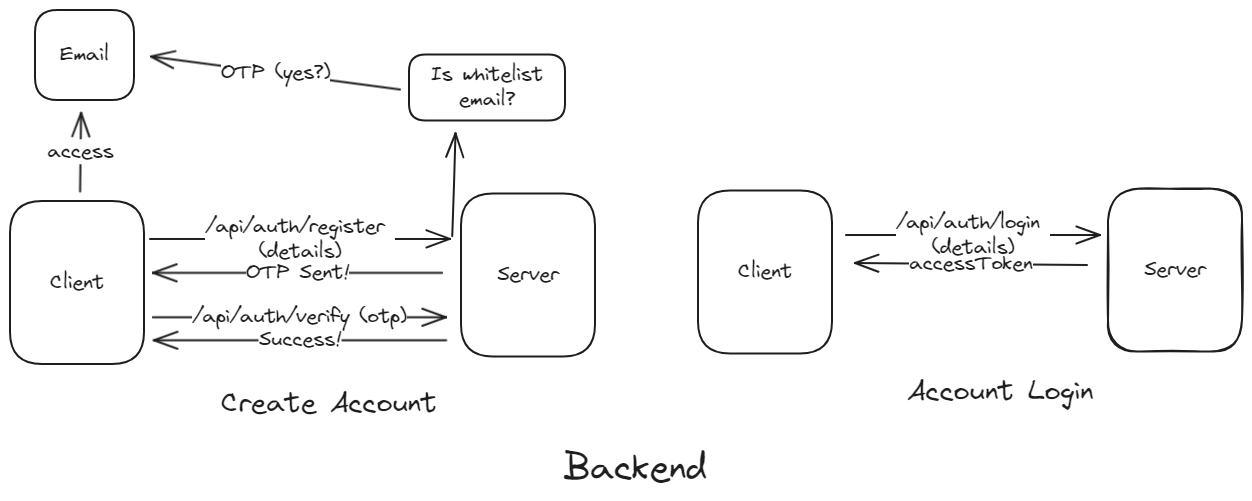 Email
OTP (yes?)
Is whitelist
email?
access
/api/auth/register
(details)
OTP Sent!
Client
Server
/api/auth/verify (otp)
Success!
Create Account
/api/auth/login
(details)
accessToken
Client
Server
Account Login
Backend